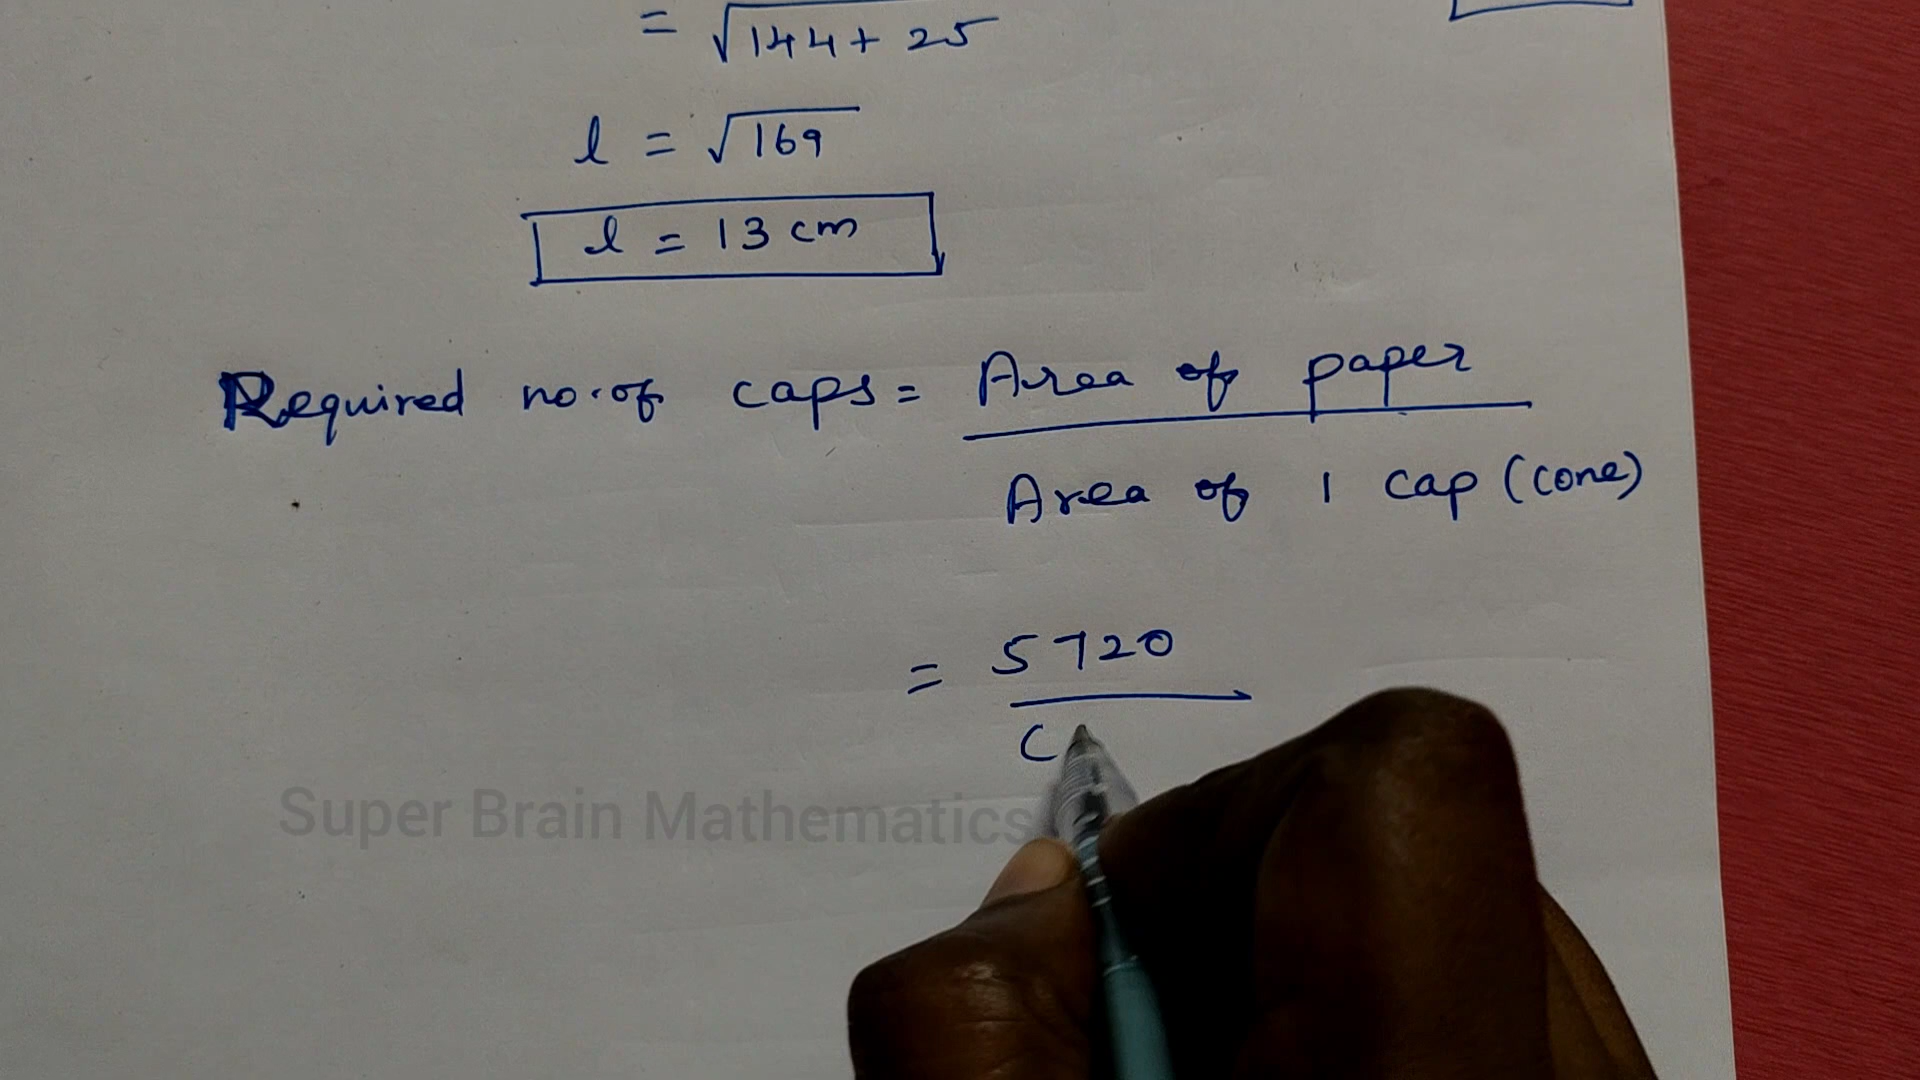 = √144 + 25
l = √169
l = 13 cm
Required no. of caps = Area of paper
Area of 1 cap (cone)
= 5720
C
Super Brain Mathematics